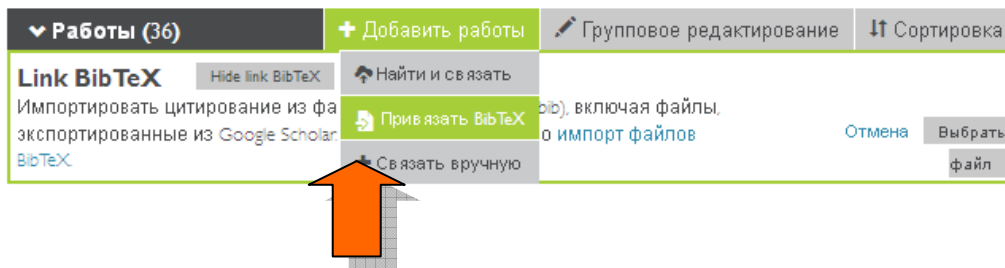 Работы (36)
Добавить работы
Групповое редактирование
Сортировка
Link BibTeX
Hide link BibTeX
Найти и связать
Импортировать цитирование из фа
bib), включая файлы,
Привязать BibTeX
экспортированные из Google Scholar.
о импорт файлов
Отмена
Выбрать
файл
BibTeX.
Связать вручную